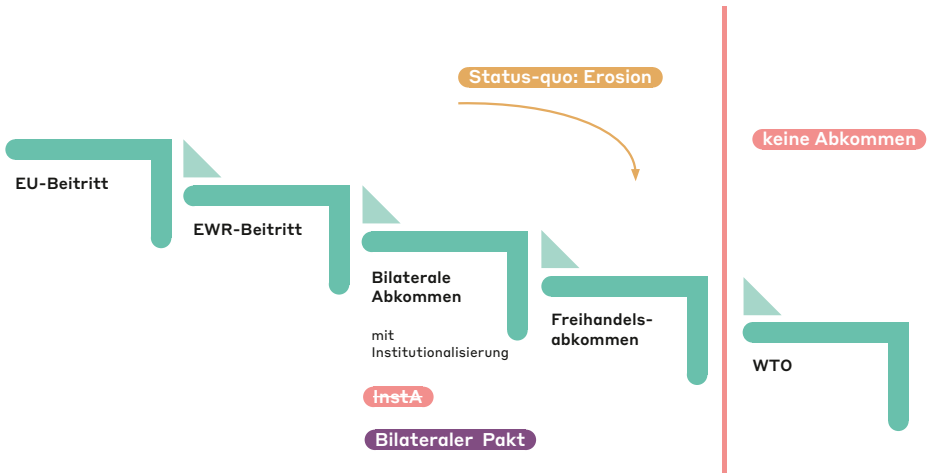 Status-quo: Erosion
keine Abkommen
EU-Beitritt
EWR-Beitritt
Bilaterale
Abkommen
mit
Institutionalisierung
InstA
Bilateraler Pakt
Freihandels-
abkommen
WTO